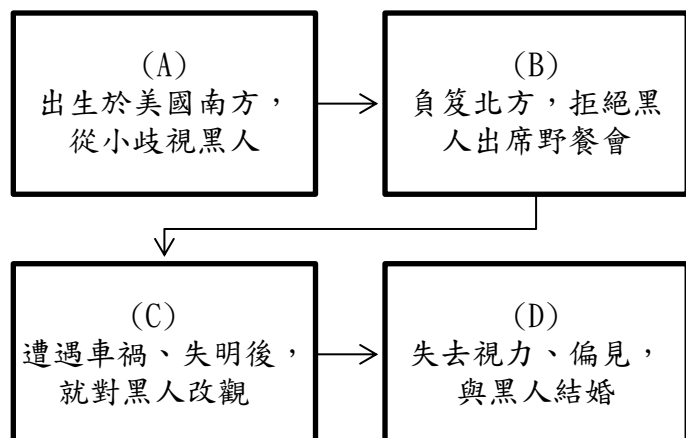 (A)
出生於美國南方，
從小歧視黑人
(B)
負笈北方，拒絕黑
人出席野餐會
(C)
遭遇車禍、失明後，
就對黑人改觀
(D)
失去視力、偏見，
與黑人結婚